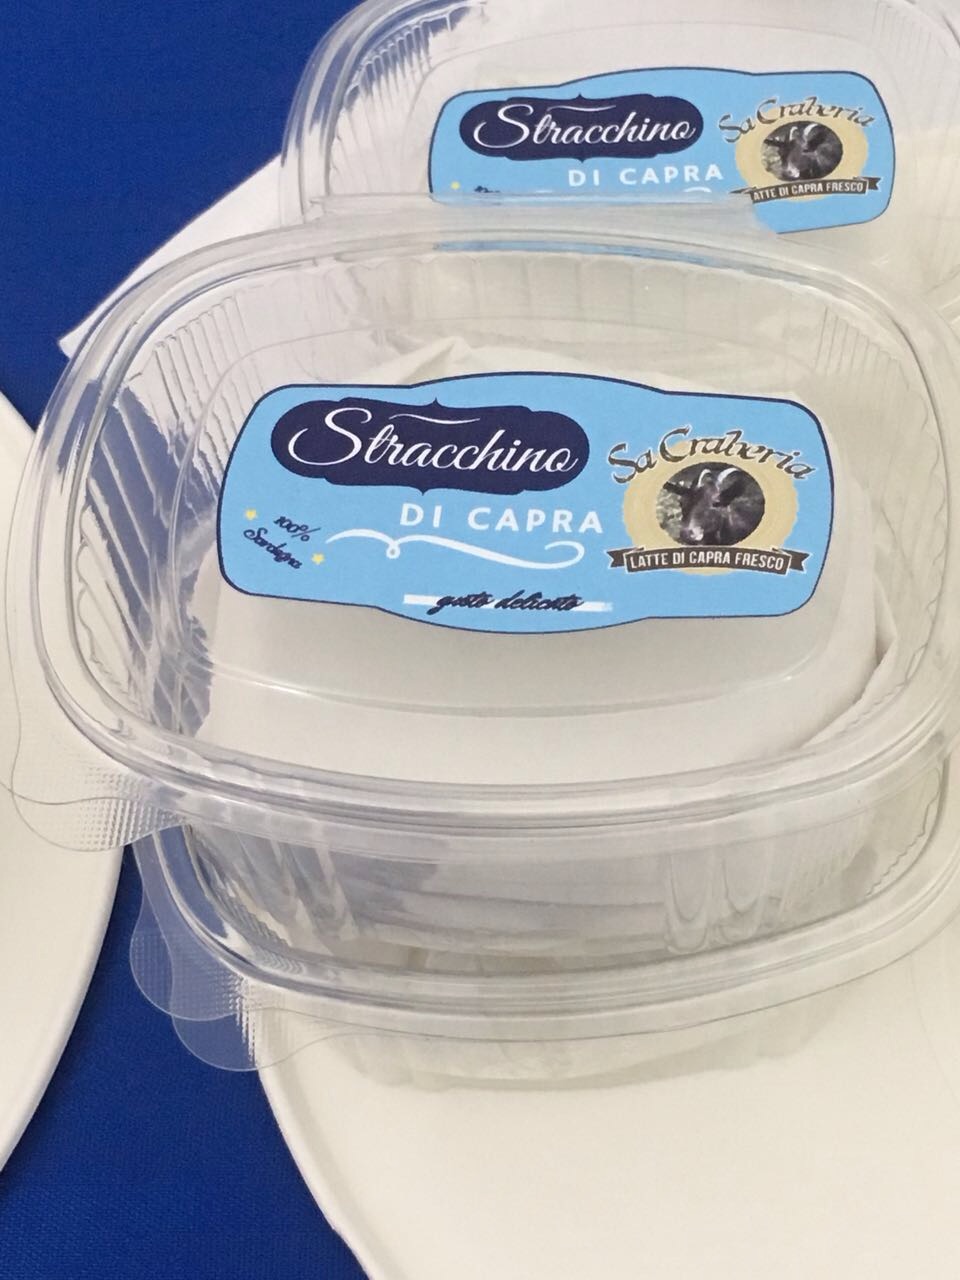 Stracchino
DI CAPRA
Sa Craberia
ATTE DI CAPRA FRESCO
Stracchino
DI CAPRA
100%
Sardegna
gusto delicato
Sa Craberia
LATTE DI CAPRA FRESCO